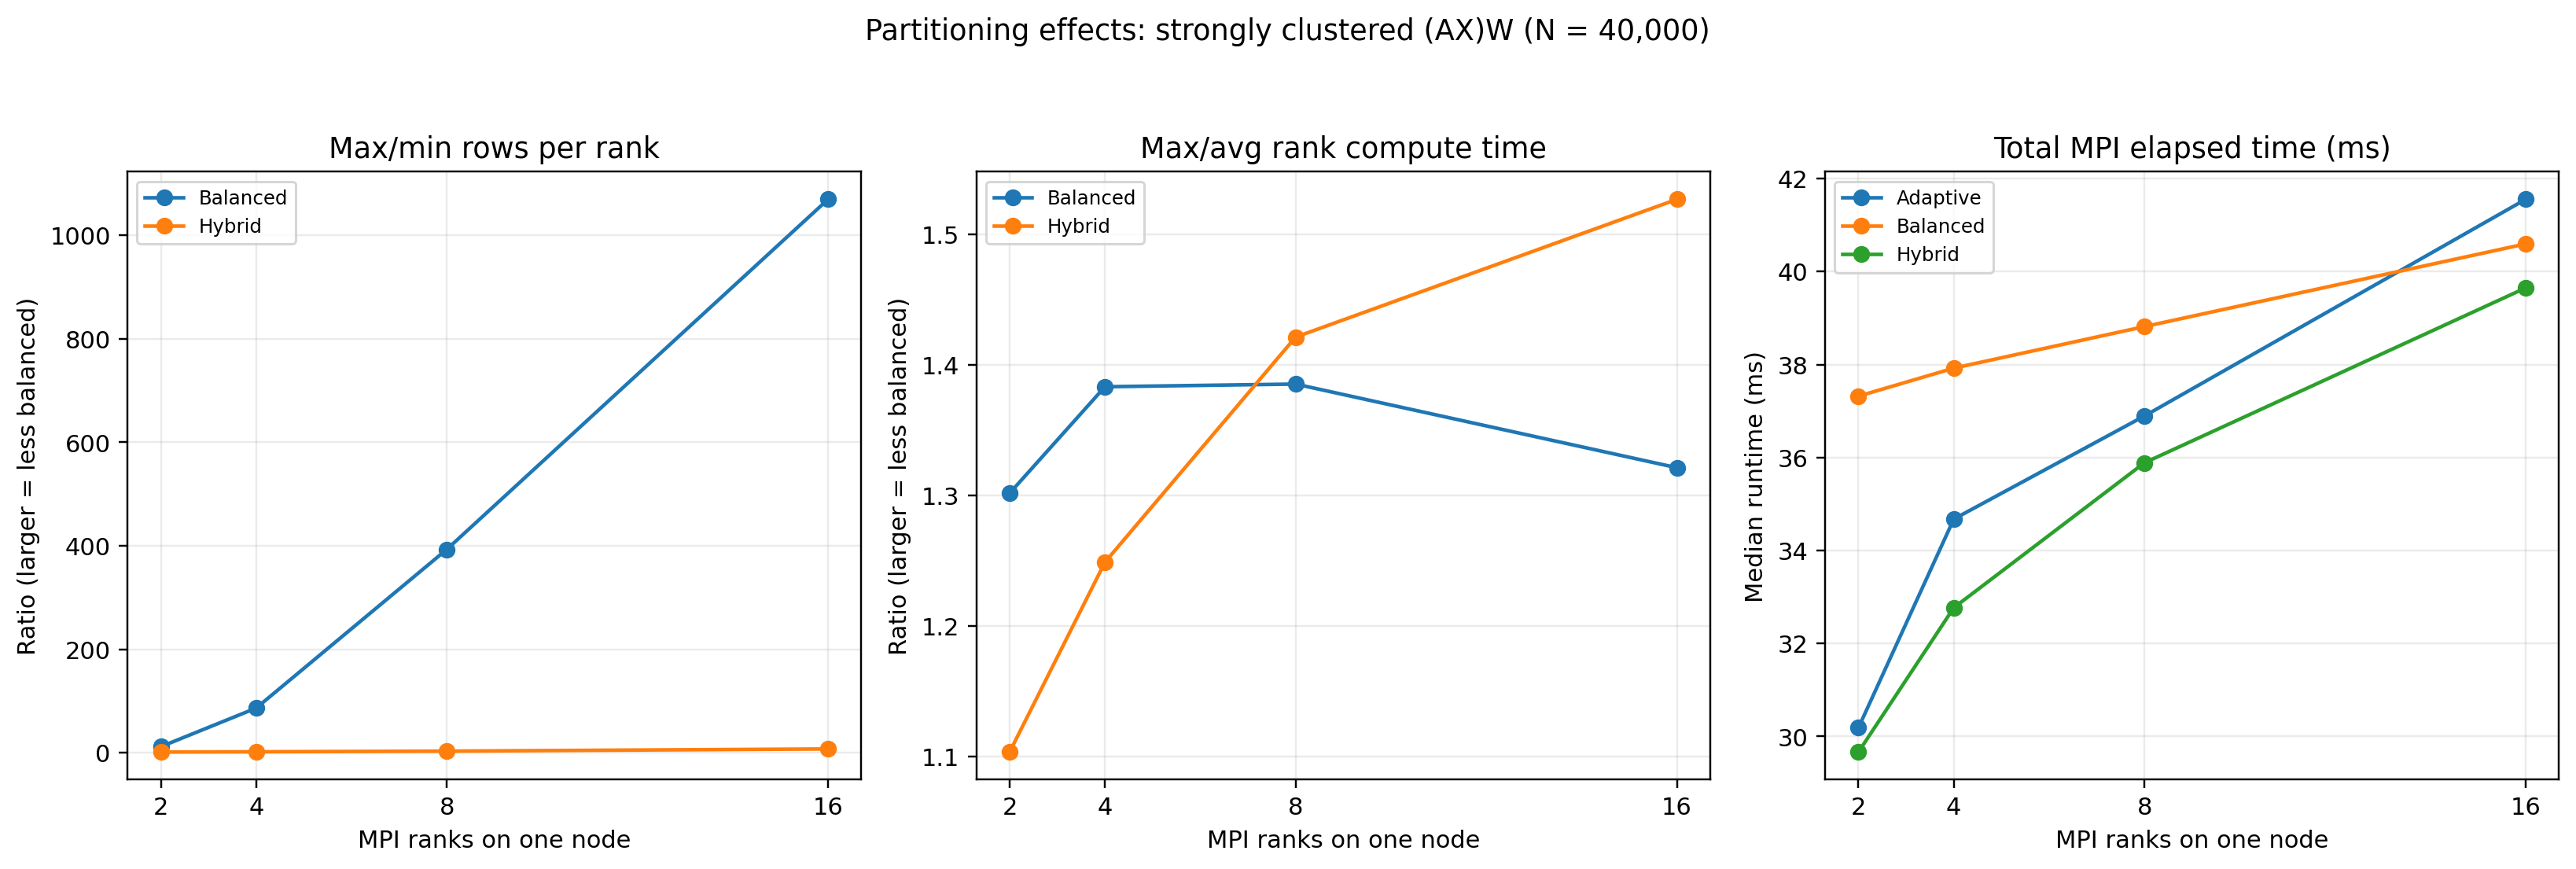 Partitioning effects: strongly clustered (AX)W (N = 40,000)
Max/min rows per rank
Ratio (larger = less balanced)
1000
800
600
400
200
0
Balanced
Hybrid
2 4 8 16
MPI ranks on one node
Max/avg rank compute time
Ratio (larger = less balanced)
1.5
1.4
1.3
1.2
1.1
Balanced
Hybrid
2 4 8 16
MPI ranks on one node
Total MPI elapsed time (ms)
Median runtime (ms)
42
40
38
36
34
32
30
Adaptive
Balanced
Hybrid
2 4 8 16
MPI ranks on one node